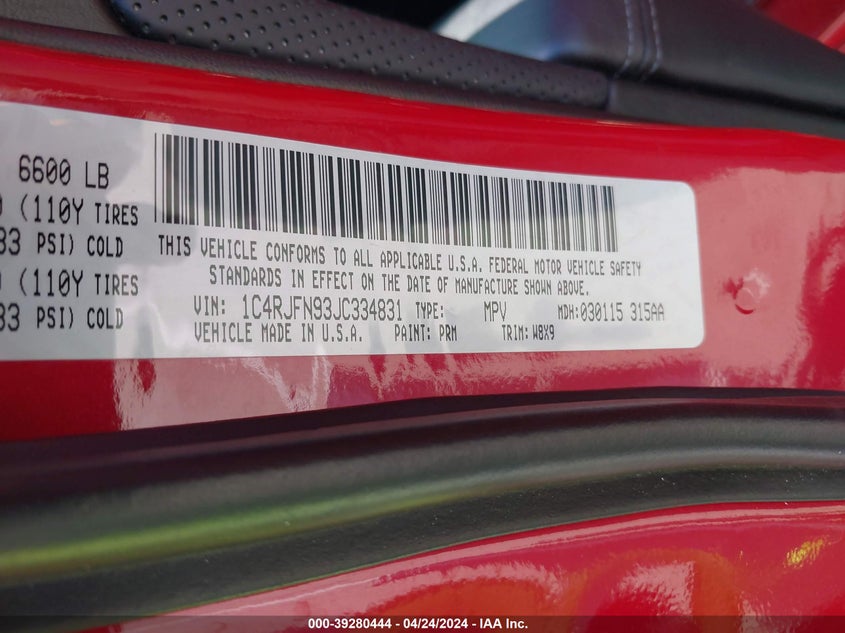 6600 LB
(110Y TIRES
33 PSI) COLD
(110Y TIRES
33 PSI) COLD
THIS VEHICLE CONFORMS TO ALL APPLICABLE U.S.A. FEDERAL MOTOR VEHICLE SAFETY
STANDARDS IN EFFECT ON THE DATE OF MANUFACTURE SHOWN ABOVE.
VIN: 1C4RJFN93JC334831 TYPE: MPV MDH:030115 315AA
VEHICLE MADE IN U.S.A. PAINT: PRM TRIM: W8X9
000-39280444 - 04/24/2024 - IAA Inc.